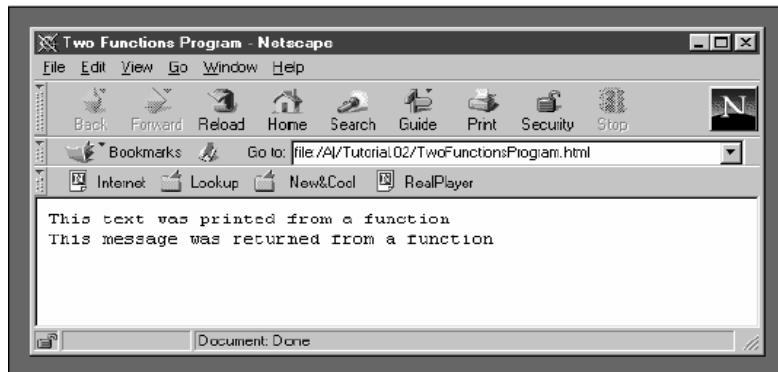 Two Functions Program - Netscape
File Edit View Go Window Help
Back Forward Reload Home Search Guide Print Security Stop
N
Bookmarks Go to: file:/A|/Tutorial.02/TwoFunctionsProgram.html
Internet Lookup New&Cool RealPlayer
This text was printed from a function
This message was returned from a function
Document: Done